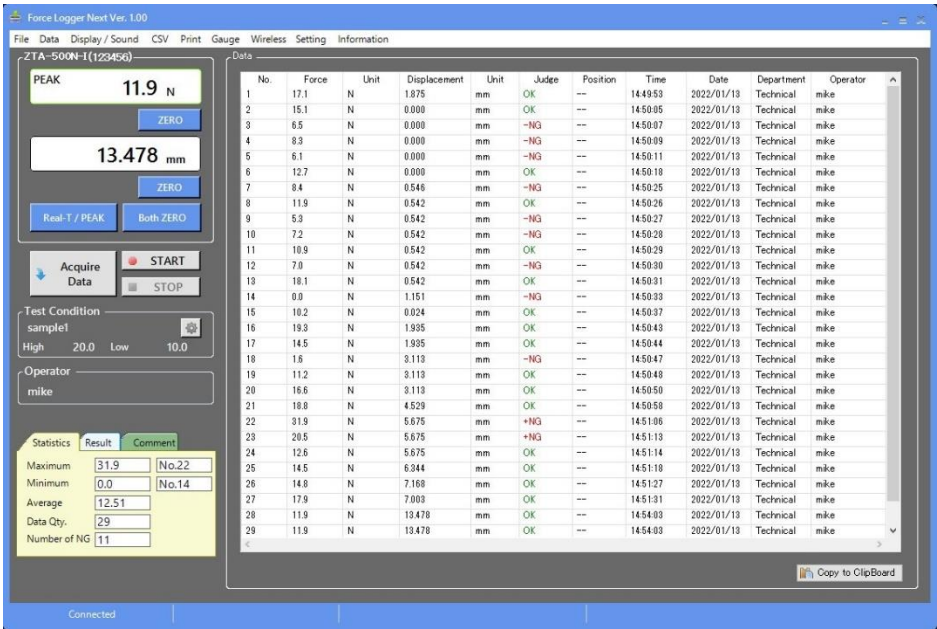 Force Logger Next Ver. 1.00
File Data Display / Sound CSV Print Gauge Wireless Setting Information
ZTA-500N-I(123456)
PEAK
11.9 N
ZERO
13.478 mm
ZERO
Real-T / PEAK Both ZERO
Acquire Data
START
STOP
Test Condition
sample1
High 20.0 Low 10.0
Operator
mike
Statistics Result Comment
Maximum 31.9 No.22
Minimum 0.0 No.14
Average 12.51
Data Qty. 29
Number of NG 11
Data
No. Force Unit Displacement Unit Judge Position Time Date Department Operator
1 17.1 N 1.875 mm OK -- 14:49:53 2022/01/13 Technical mike
2 15.1 N 0.000 mm OK -- 14:50:05 2022/01/13 Technical mike
3 6.5 N 0.000 mm -NG -- 14:50:07 2022/01/13 Technical mike
4 8.3 N 0.000 mm -NG -- 14:50:09 2022/01/13 Technical mike
5 6.1 N 0.000 mm -NG -- 14:50:11 2022/01/13 Technical mike
6 12.7 N 0.000 mm OK -- 14:50:18 2022/01/13 Technical mike
7 8.4 N 0.546 mm -NG -- 14:50:25 2022/01/13 Technical mike
8 11.9 N 0.542 mm OK -- 14:50:26 2022/01/13 Technical mike
9 5.3 N 0.542 mm -NG -- 14:50:27 2022/01/13 Technical mike
10 7.2 N 0.542 mm -NG -- 14:50:28 2022/01/13 Technical mike
11 10.9 N 0.542 mm OK -- 14:50:29 2022/01/13 Technical mike
12 7.0 N 0.542 mm -NG -- 14:50:30 2022/01/13 Technical mike
13 18.1 N 0.542 mm OK -- 14:50:31 2022/01/13 Technical mike
14 0.0 N 1.151 mm -NG -- 14:50:33 2022/01/13 Technical mike
15 10.2 N 0.024 mm OK -- 14:50:37 2022/01/13 Technical mike
16 19.3 N 1.935 mm OK -- 14:50:43 2022/01/13 Technical mike
17 14.5 N 1.935 mm OK -- 14:50:44 2022/01/13 Technical mike
18 1.6 N 3.113 mm -NG -- 14:50:47 2022/01/13 Technical mike
19 11.2 N 3.113 mm OK -- 14:50:48 2022/01/13 Technical mike
20 16.6 N 3.113 mm OK -- 14:50:50 2022/01/13 Technical mike
21 18.8 N 4.529 mm OK -- 14:50:58 2022/01/13 Technical mike
22 31.9 N 5.675 mm +NG -- 14:51:06 2022/01/13 Technical mike
23 20.5 N 5.675 mm +NG -- 14:51:13 2022/01/13 Technical mike
24 12.6 N 5.675 mm OK -- 14:51:14 2022/01/13 Technical mike
25 14.5 N 6.344 mm OK -- 14:51:18 2022/01/13 Technical mike
26 14.8 N 7.168 mm OK -- 14:51:27 2022/01/13 Technical mike
27 17.9 N 7.003 mm OK -- 14:51:31 2022/01/13 Technical mike
28 11.9 N 13.478 mm OK -- 14:54:03 2022/01/13 Technical mike
29 11.9 N 13.478 mm OK -- 14:54:03 2022/01/13 Technical mike
Copy to ClipBoard
Connected